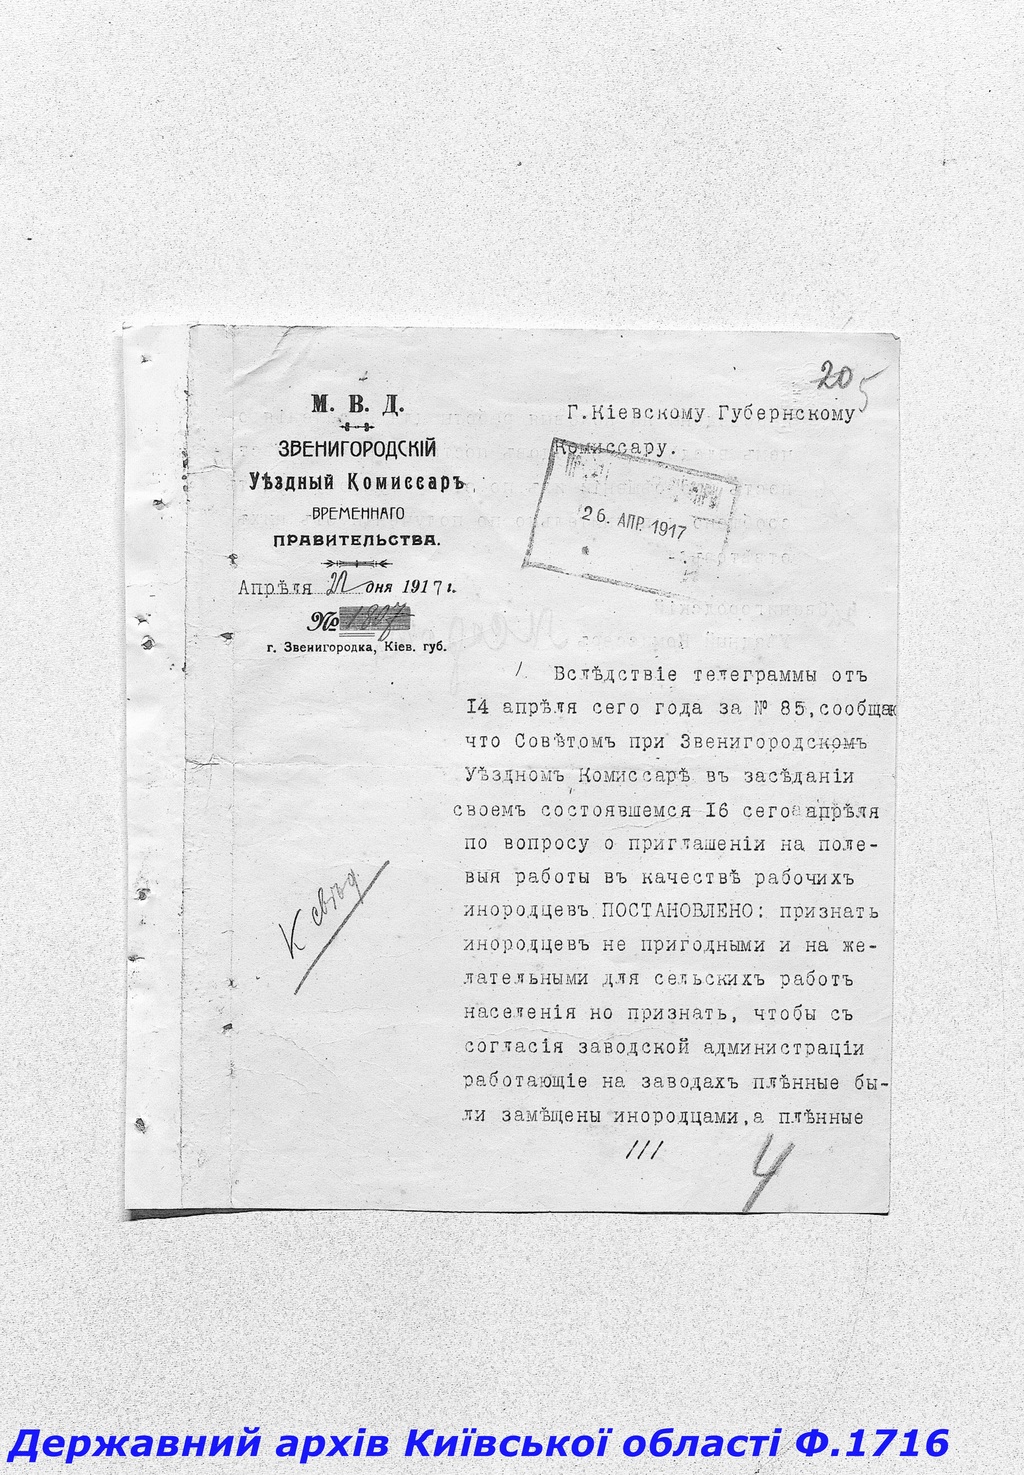 205
М. В. Д.
ЗВЕНИГОРОДСКІЙ
Уѣздный Комиссаръ
ВРЕМЕННАГО
ПРАВИТЕЛЬСТВА.
Апрѣля 22 дня 1917 г.
№ 1807
г. Звенигородка, Кіев. губ.
Г.Кіевскому Губернскому
Комиссару.
26. АПР. 1917
Вслѣдствіе телеграммы отъ
14 апрѣля сего года за № 85, сообщаю
что Совѣтомъ при Звенигородскомъ
Уѣздномъ Комиссарѣ въ засѣданіи
своемъ состоявшемся 16 сего апрѣля
по вопросу о приглашеніи на поле-
выя работы въ качествѣ рабочихъ
инородцевъ ПОСТАНОВЛЕНО: признать
инородцевъ не пригодными и на же-
лательными для сельскихъ работъ
населенія но признать, чтобы съ
согласія заводской администраціи
работающіе на заводахъ плѣнные бы-
ли замѣщены инородцами, а плѣнные
///
К свѣд
4
Державний архів Київської області Ф.1716